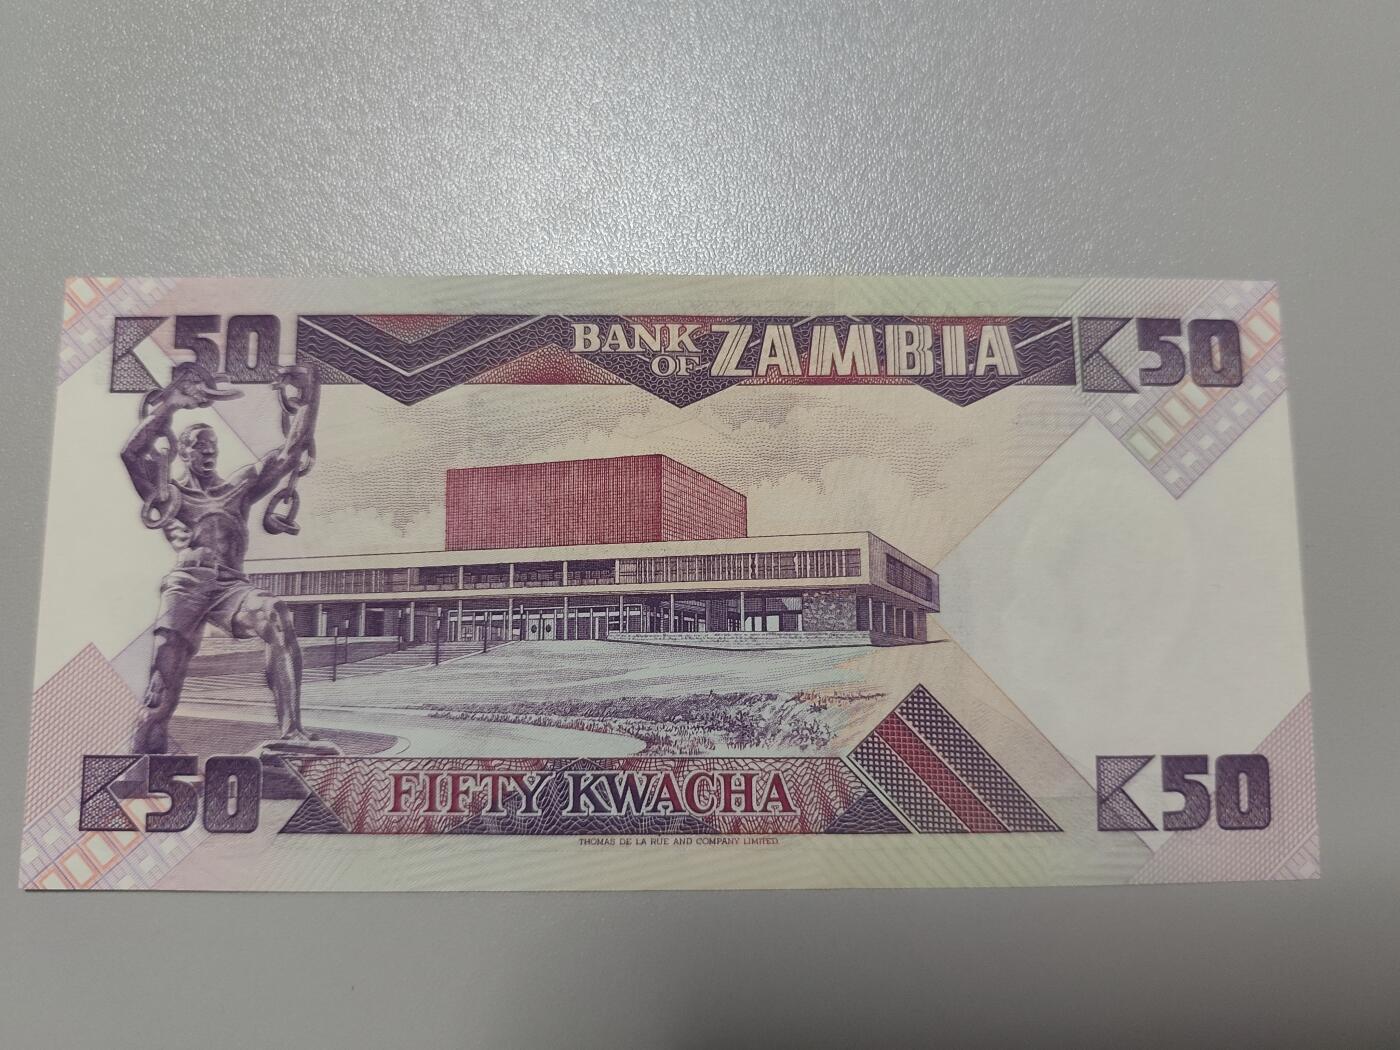 K50 BANK OF ZAMBIA K50
K50 FIFTY KWACHA K50
THOMAS DE LA RUE AND COMPANY LIMITED.